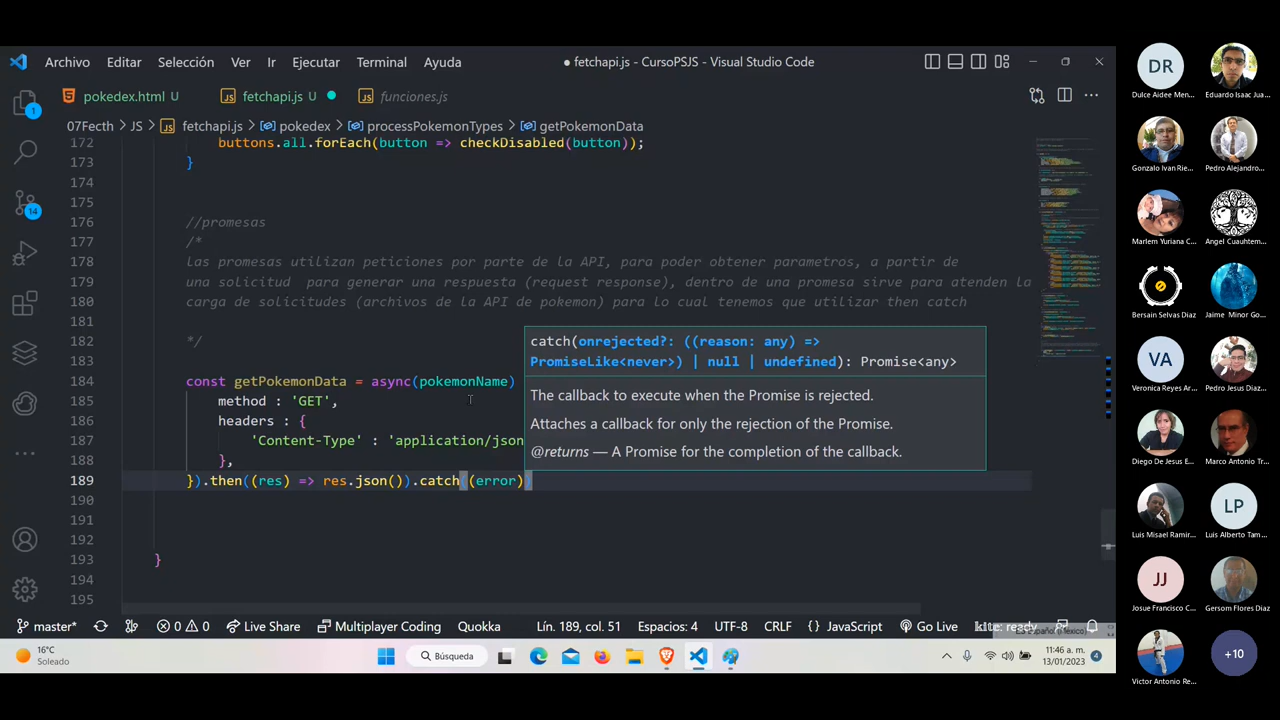 Archivo Editar Selección Ver Ir Ejecutar Terminal Ayuda
● fetchapi.js - CursoPSJS - Visual Studio Code
pokedex.html U
fetchapi.js U
funciones.js
07Fecth > JS > fetchapi.js > pokedex > processPokemonTypes > getPokemonData
172 buttons.all.forEach(button => checkDisabled(button));
173 }
174
175
176 //promesas
177 /*
178 Las promesas utilizan peticiones por parte de la API, para poder obtener parametros, a partir de
179 una solicitud para generar una respuesta (request response), dentro de una promesa sirve para atienden la
180 carga de solicitudes (archivos de la API de pokemon) para lo cual tenemos que utilizar then catch
181
182 */
183
184 const getPokemonData = async(pokemonName)
185 method : 'GET',
186 headers : {
187 'Content-Type' : 'application/json
188 },
189 }).then((res) => res.json()).catch((error))
190
191
192
193 }
194
195
catch(onrejected?: ((reason: any) =>
PromiseLike<never>) | null | undefined): Promise<any>
The callback to execute when the Promise is rejected.
Attaches a callback for only the rejection of the Promise.
@returns — A Promise for the completion of the callback.
1
14
master* 0 0 Live Share Multiplayer Coding Quokka Lín. 189, col. 51 Espacios: 4 UTF-8 CRLF {} JavaScript Go Live kite: ready
Español (México)
16°C
Soleado
Búsqueda
11:46 a. m.
13/01/2023
4
DR
Dulce Aidee Men...
Eduardo Isaac Jua...
Gonzalo Ivan Rie...
Pedro Alejandro...
Marlem Yuriana C...
Angel Cuauhtem...
Bersain Selvas Diaz
Jaime Minor Go...
VA
Veronica Reyes Ar...
Pedro Jesus Diaz...
Diego De Jesus E...
Marco Antonio Tr...
LP
Luis Misael Ramir...
Luis Alberto Tam...
JJ
Josue Francisco C...
Gersom Flores Diaz
+10
Victor Antonio Re...